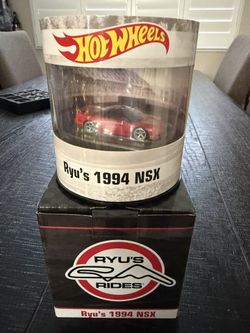 Hot Wheels
Ryu's 1994 NSX
RYU'S
RIDES
Ryu's 1994 NSX